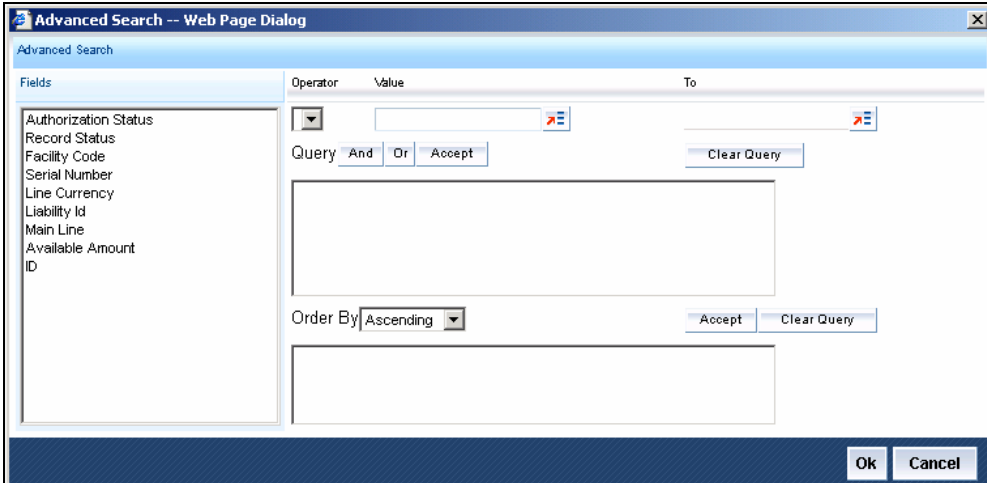 Advanced Search -- Web Page Dialog
Advanced Search
Fields
Operator Value To
Authorization Status
Record Status
Facility Code
Serial Number
Line Currency
Liability Id
Main Line
Available Amount
ID
Query And Or Accept Clear Query
Order By Ascending Accept Clear Query
Ok Cancel